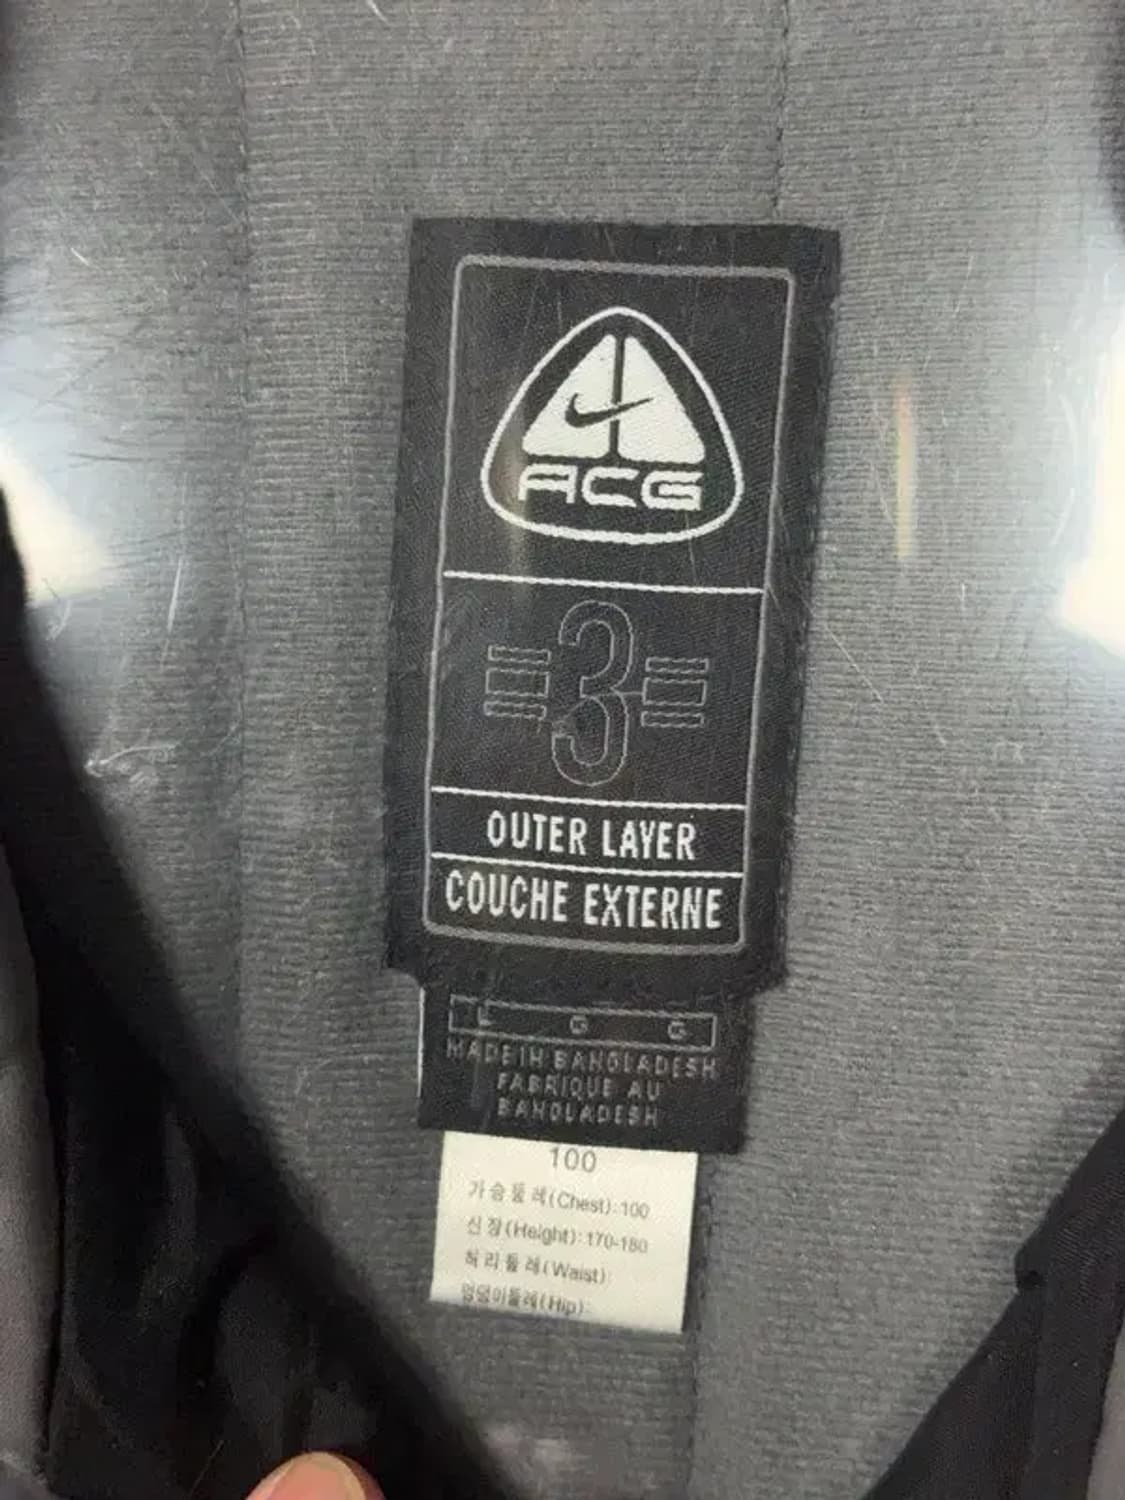 ACG
3
OUTER LAYER
COUCHE EXTERNE
L G G
MADE IN BANGLADESH
FABRIQUE AU
BANGLADESH
100
가슴둘레(Chest):100
신장(Height):170-180
허리둘레(Waist):
엉덩이둘레(Hip):